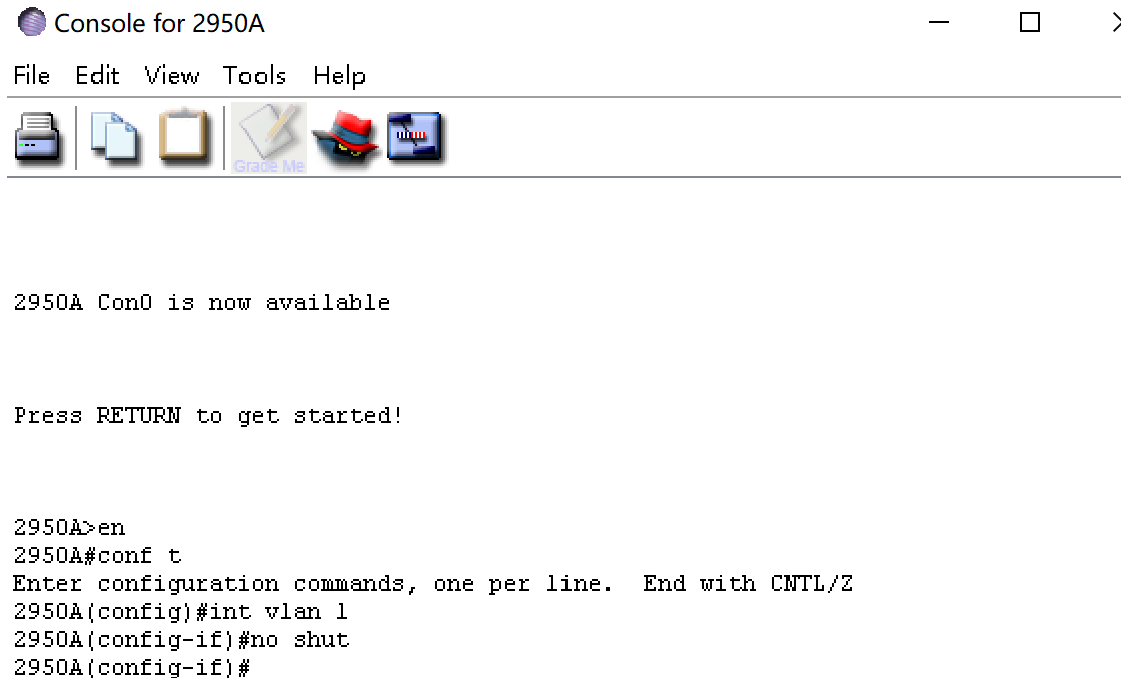 Console for 2950A
File Edit View Tools Help
Grade Me
2950A Con0 is now available
Press RETURN to get started!
2950A>en
2950A#conf t
Enter configuration commands, one per line.  End with CNTL/Z
2950A(config)#int vlan 1
2950A(config-if)#no shut
2950A(config-if)#